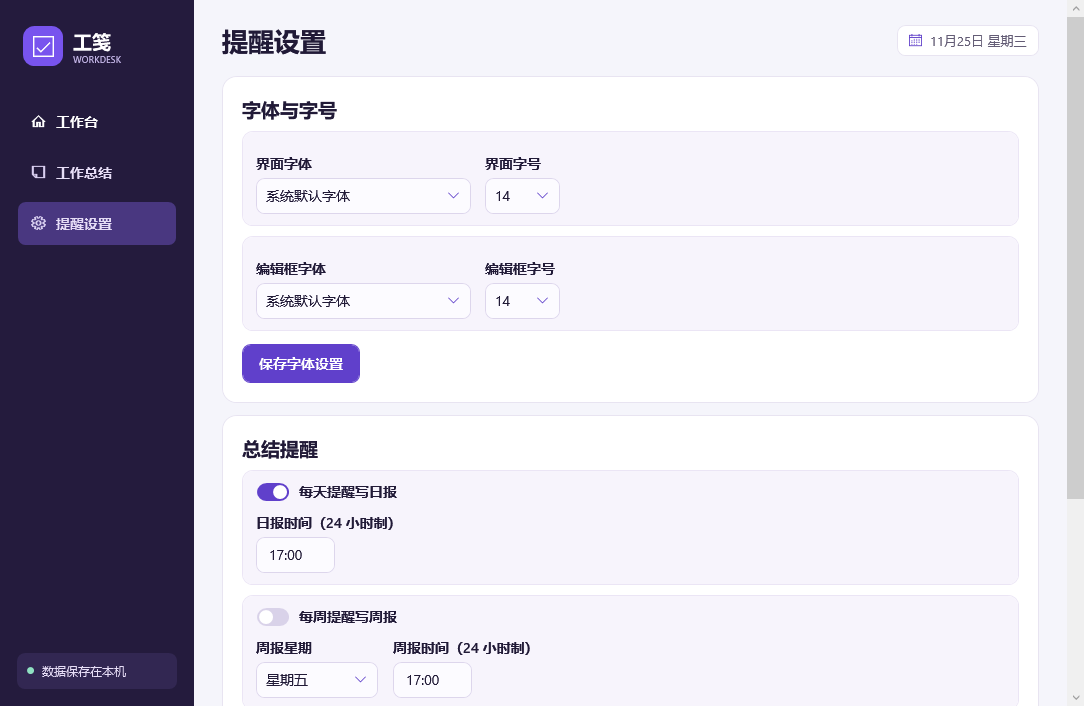 工笺
WORKDESK
工作台
工作总结
提醒设置
数据保存在本机
提醒设置
11月25日 星期三
字体与字号
界面字体 界面字号
系统默认字体 14
编辑框字体 编辑框字号
系统默认字体 14
保存字体设置
总结提醒
每天提醒写日报
日报时间（24 小时制）
17:00
每周提醒写周报
周报星期 周报时间（24 小时制）
星期五 17:00